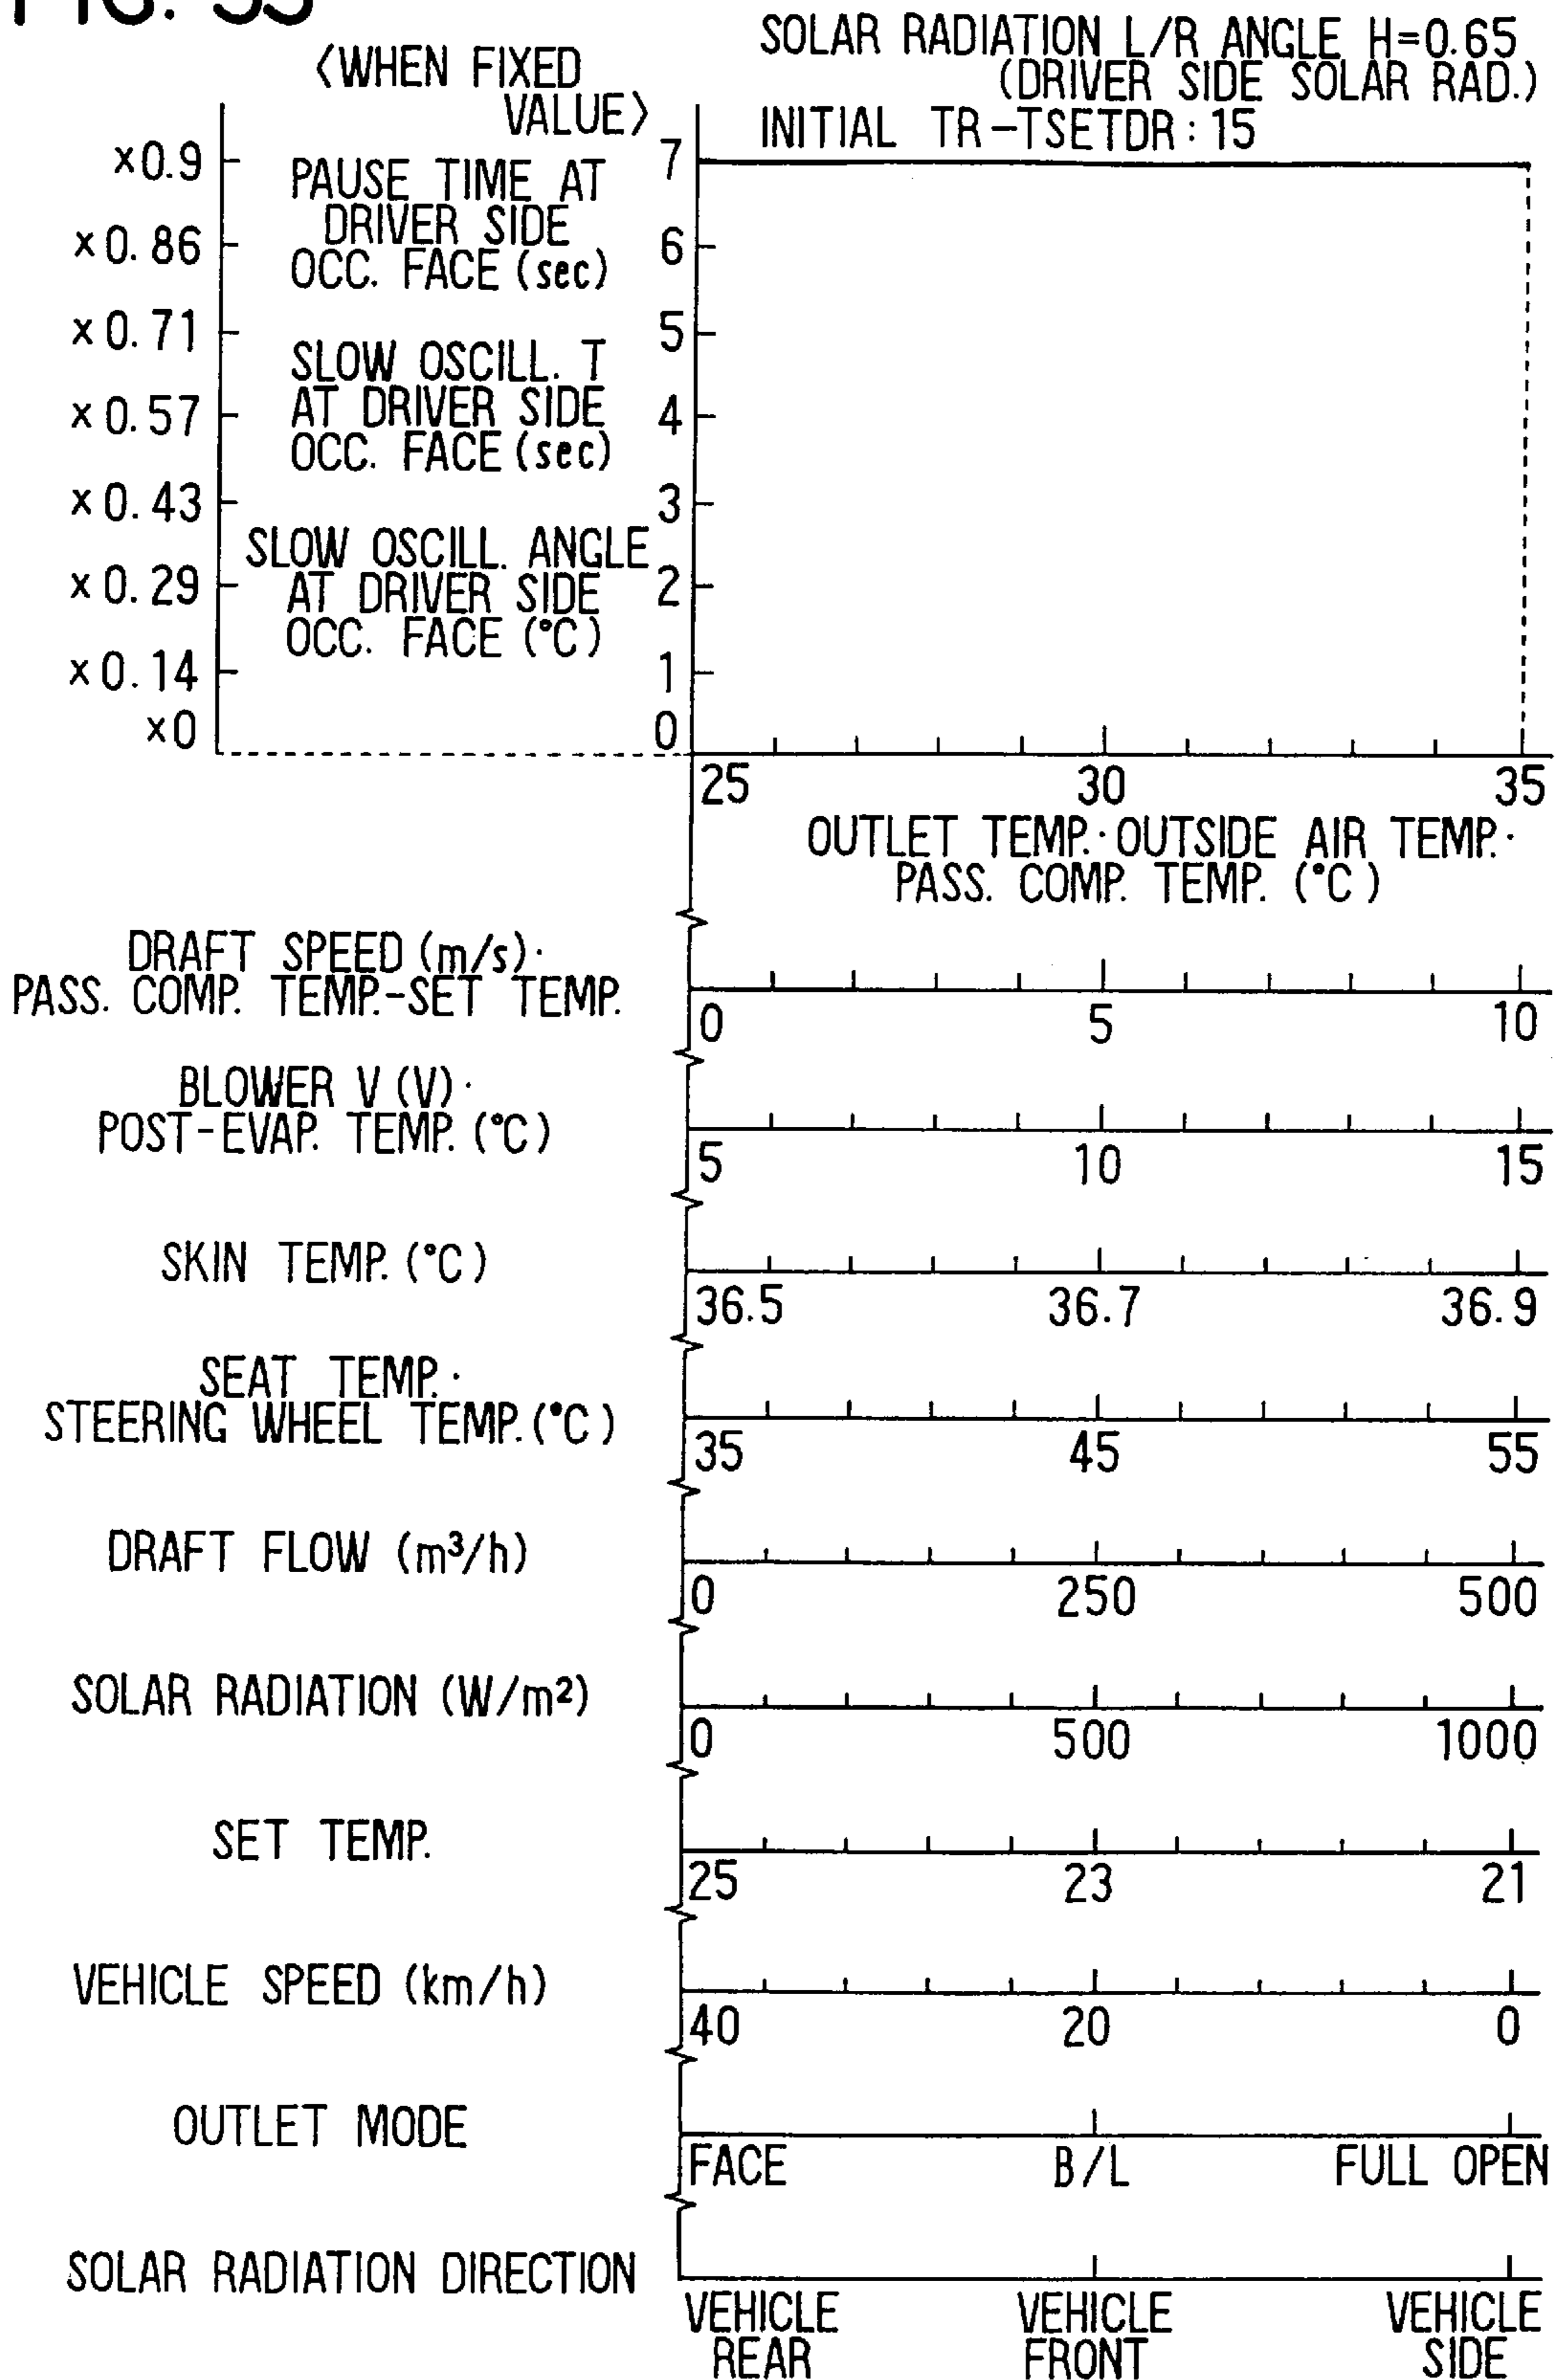 FIG. 53
<WHEN FIXED
VALUE>
SOLAR RADIATION L/R ANGLE H=0.65
(DRIVER SIDE SOLAR RAD.)
INITIAL TR-TSETDR:15
×0.9
×0.86
×0.71
×0.57
×0.43
×0.29
×0.14
×0
PAUSE TIME AT
DRIVER SIDE
OCC. FACE (sec)
SLOW OSCILL. T
AT DRIVER SIDE
OCC. FACE (sec)
SLOW OSCILL. ANGLE
AT DRIVER SIDE
OCC. FACE (°C)
7
6
5
4
3
2
1
0
25 30 35
OUTLET TEMP.·OUTSIDE AIR TEMP.·
PASS. COMP. TEMP. (°C)
DRAFT SPEED (m/s)·
PASS. COMP. TEMP.-SET TEMP.
0 5 10
BLOWER V (V)·
POST-EVAP. TEMP. (°C)
5 10 15
SKIN TEMP. (°C)
36.5 36.7 36.9
SEAT TEMP.·
STEERING WHEEL TEMP. (°C)
35 45 55
DRAFT FLOW (m³/h)
0 250 500
SOLAR RADIATION (W/m²)
0 500 1000
SET TEMP.
25 23 21
VEHICLE SPEED (km/h)
40 20 0
OUTLET MODE
FACE B/L FULL OPEN
SOLAR RADIATION DIRECTION
VEHICLE REAR
VEHICLE FRONT
VEHICLE SIDE